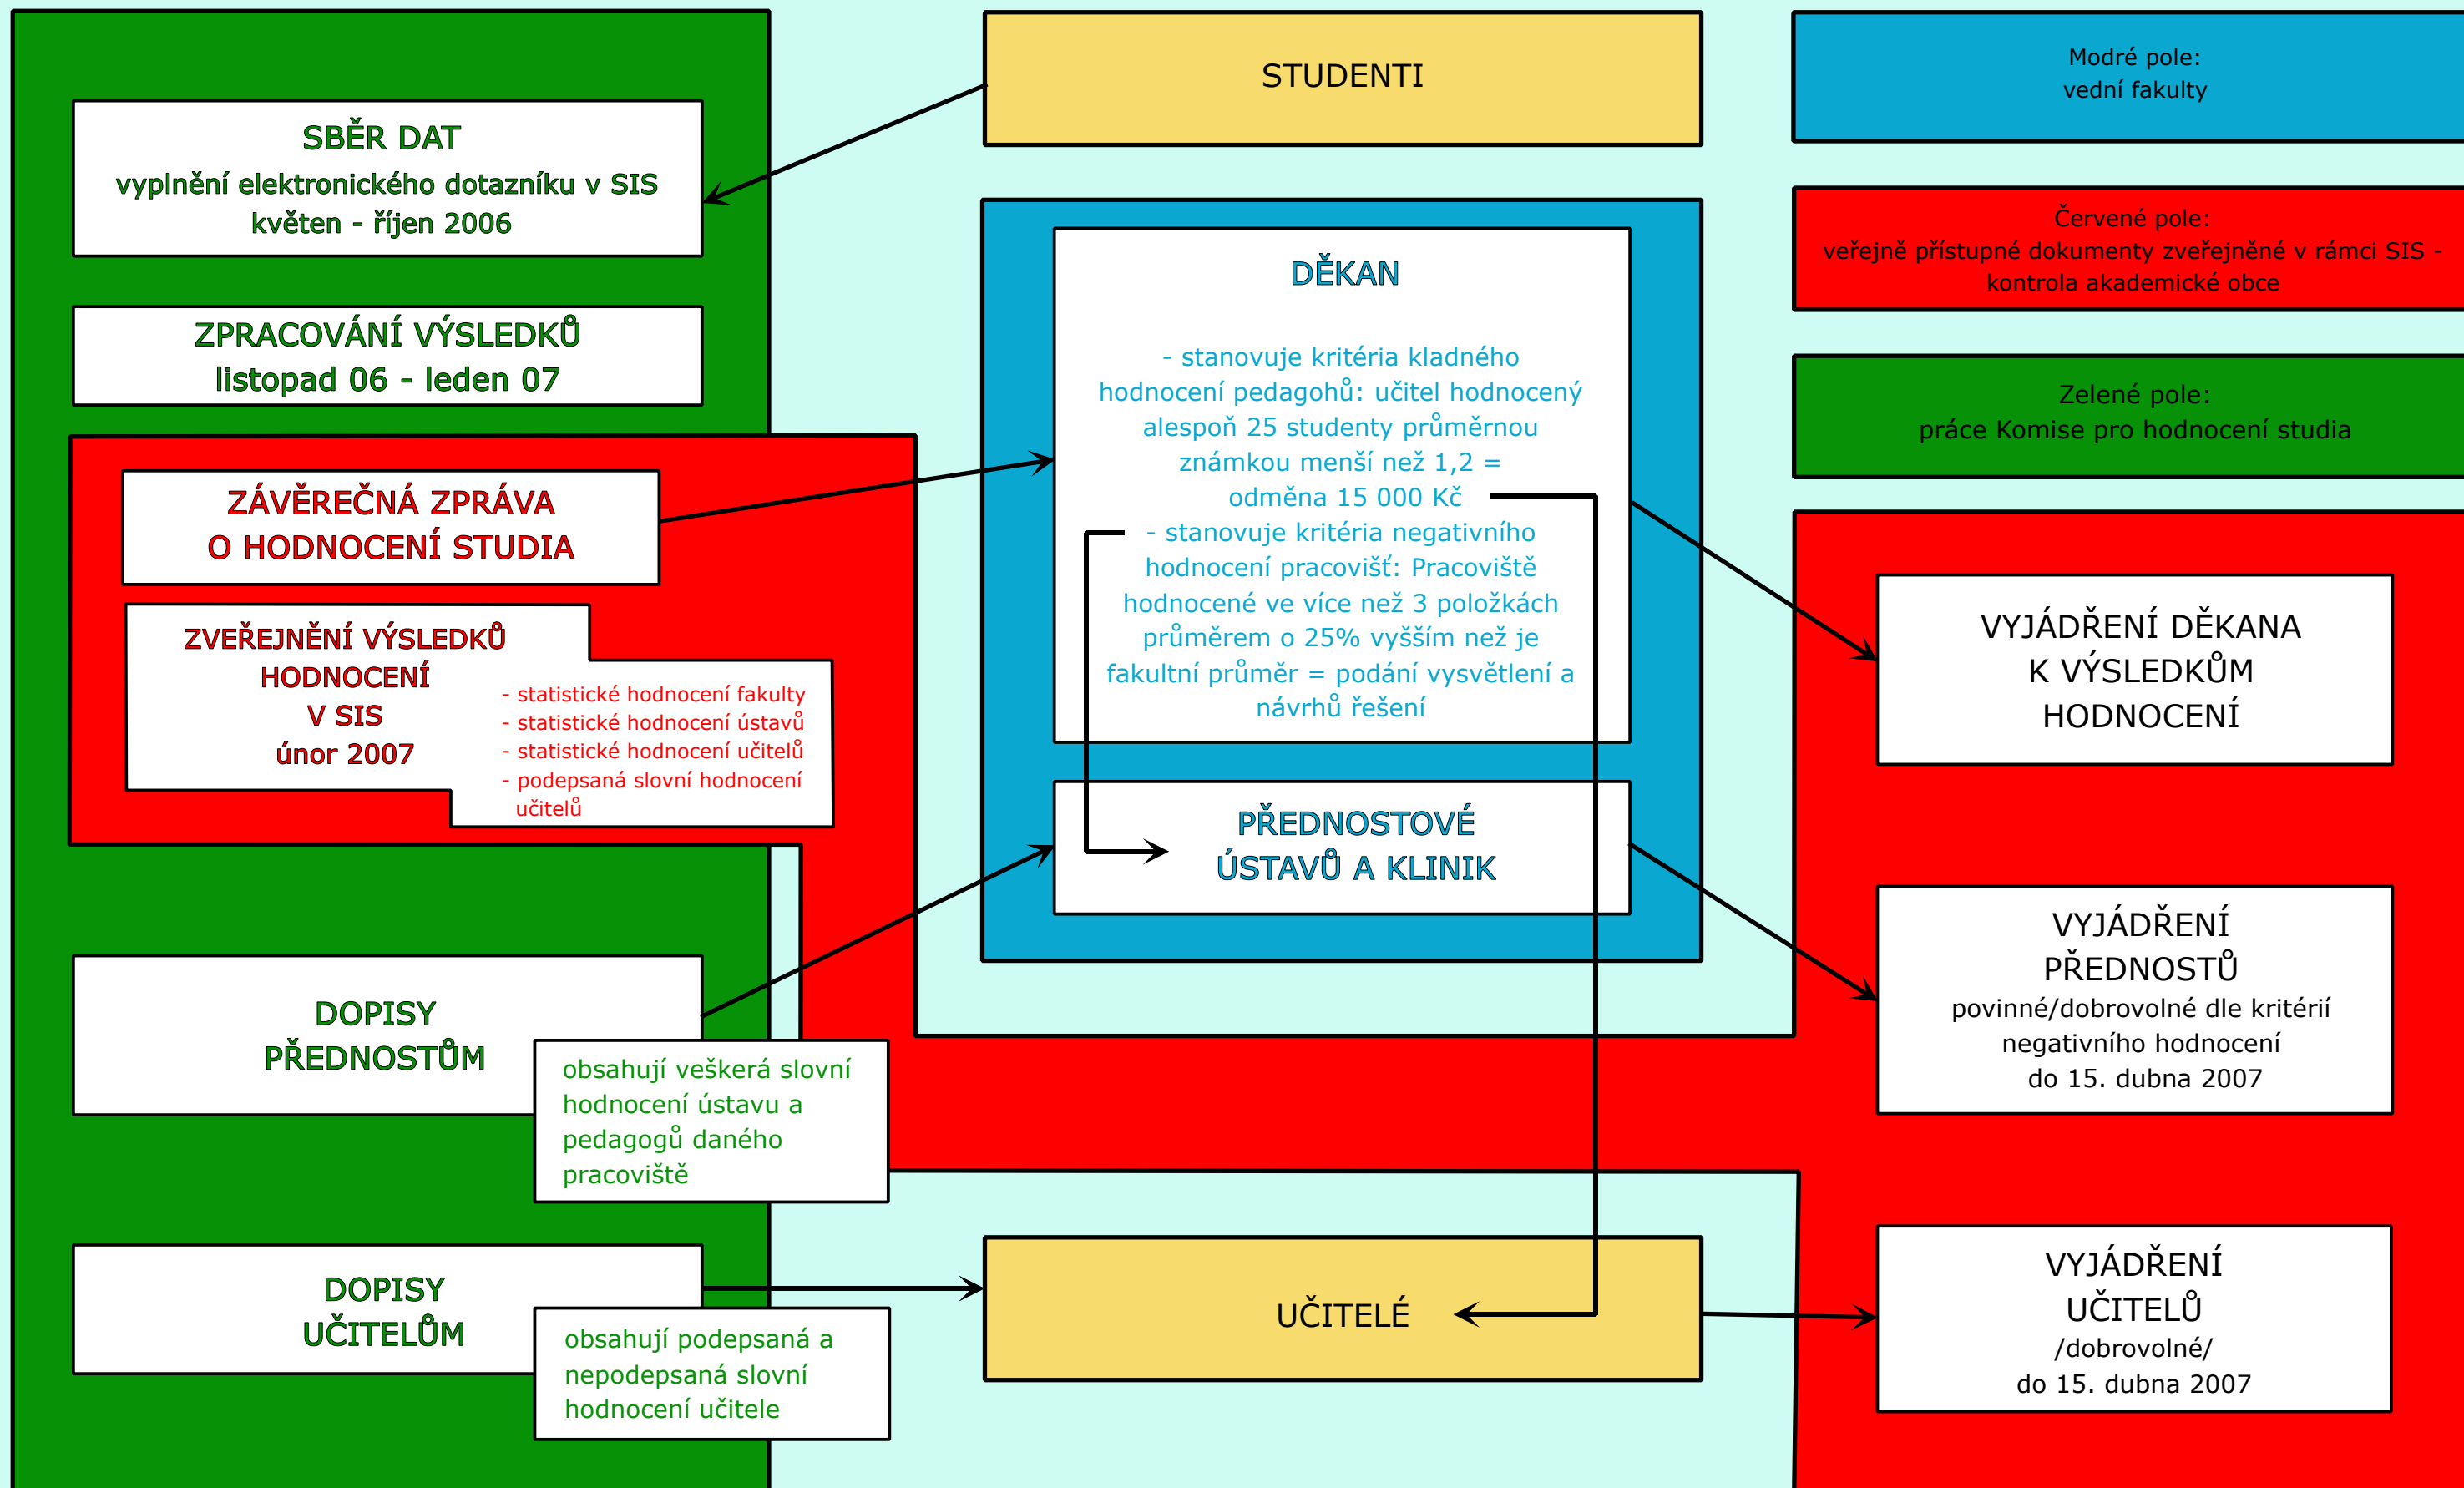 SBĚR DAT
vyplnění elektronického dotazníku v SIS
květen - říjen 2006
ZPRACOVÁNÍ VÝSLEDKŮ
listopad 06 - leden 07
ZÁVĚREČNÁ ZPRÁVA
O HODNOCENÍ STUDIA
ZVEŘEJNĚNÍ VÝSLEDKŮ
HODNOCENÍ
V SIS
únor 2007
- statistické hodnocení fakulty
- statistické hodnocení ústavů
- statistické hodnocení učitelů
- podepsaná slovní hodnocení
učitelů
DOPISY
PŘEDNOSTŮM
obsahují veškerá slovní
hodnocení ústavu a
pedagogů daného
pracoviště
DOPISY
UČITELŮM
obsahují podepsaná a
nepodepsaná slovní
hodnocení učitele
STUDENTI
DĚKAN
- stanovuje kritéria kladného
hodnocení pedagohů: učitel hodnocený
alespoň 25 studenty průměrnou
známkou menší než 1,2 =
odměna 15 000 Kč
- stanovuje kritéria negativního
hodnocení pracovišť: Pracoviště
hodnocené ve více než 3 položkách
průměrem o 25% vyšším než je
fakultní průměr = podání vysvětlení a
návrhů řešení
PŘEDNOSTOVÉ
ÚSTAVŮ A KLINIK
UČITELÉ
Modré pole:
vední fakulty
Červené pole:
veřejně přístupné dokumenty zveřejněné v rámci SIS -
kontrola akademické obce
Zelené pole:
práce Komise pro hodnocení studia
VYJÁDŘENÍ DĚKANA
K VÝSLEDKŮM
HODNOCENÍ
VYJÁDŘENÍ
PŘEDNOSTŮ
povinné/dobrovolné dle kritérií
negativního hodnocení
do 15. dubna 2007
VYJÁDŘENÍ
UČITELŮ
/dobrovolné/
do 15. dubna 2007